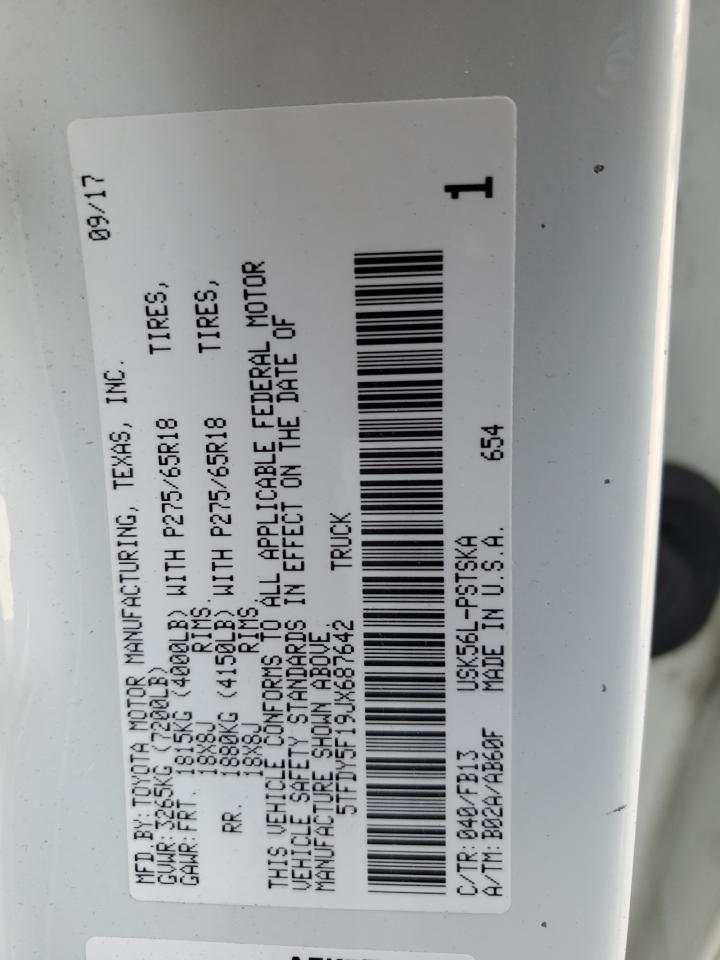 09/17
MFD.BY: TOYOTA MOTOR MANUFACTURING, TEXAS, INC.
GVWR: 3265KG (7200LB)
GAWR: FRT. 1815KG (4000LB) WITH P275/65R18 TIRES,
18X8J RIMS.
RR. 1880KG (4150LB) WITH P275/65R18 TIRES,
18X8J RIMS
THIS VEHICLE CONFORMS TO ALL APPLICABLE FEDERAL MOTOR
VEHICLE SAFETY STANDARDS IN EFFECT ON THE DATE OF
MANUFACTURE SHOWN ABOVE.
5TFDY5F19JX687642 TRUCK
C/TR: 040/FB13 USK56L-PSTSKA 654
A/TM: B02A/AB60F MADE IN U.S.A.
1